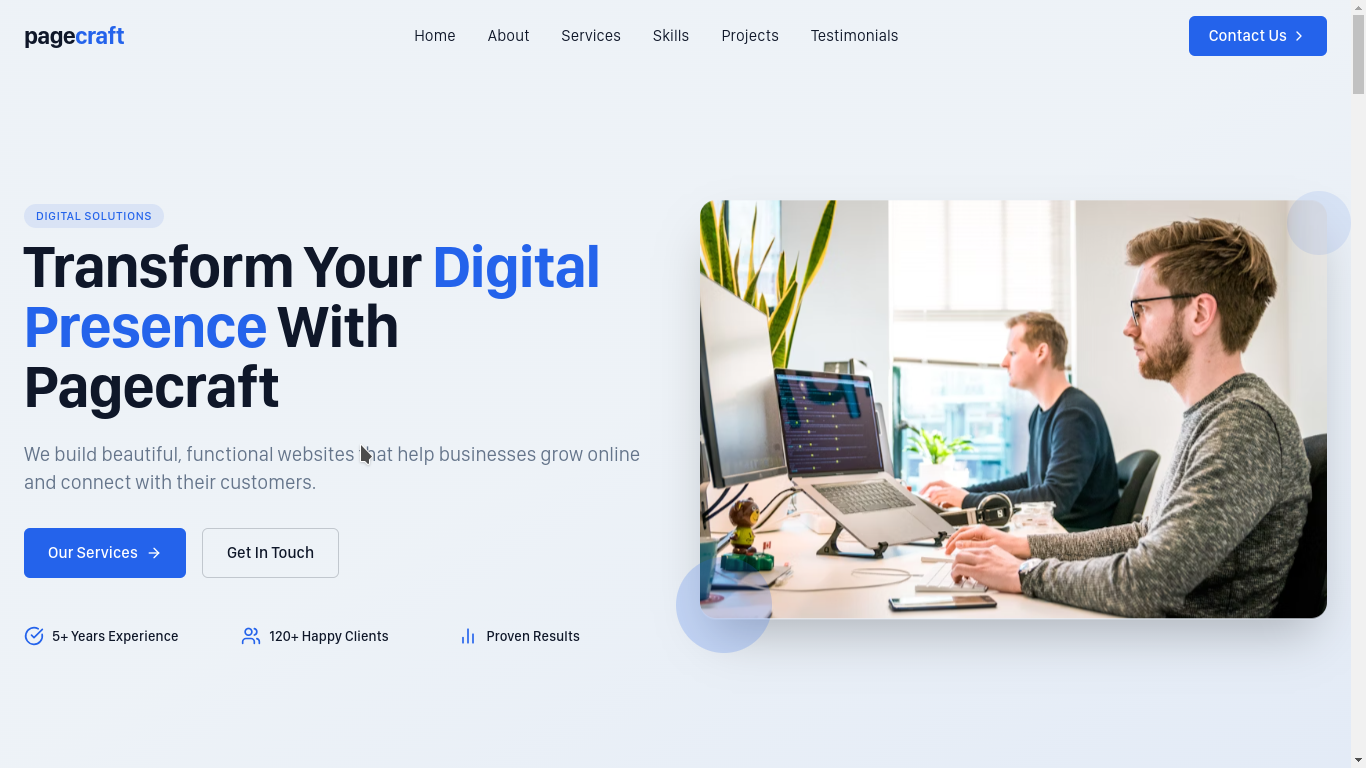 pagecraft
Home
About
Services
Skills
Projects
Testimonials
Contact Us
DIGITAL SOLUTIONS
Transform Your Digital
Presence With
Pagecraft
We build beautiful, functional websites that help businesses grow online
and connect with their customers.
Our Services
Get In Touch
5+ Years Experience
120+ Happy Clients
Proven Results